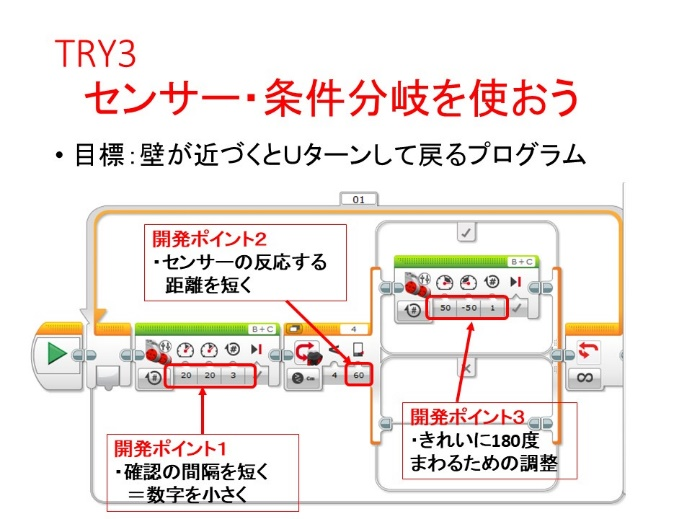 TRY3
センサー・条件分岐を使おう
• 目標：壁が近づくとUターンして戻るプログラム
01
開発ポイント２
・センサーの反応する
距離を短く
B+C
50 -50 1
B+C
4
20 20 3
cm
4 60
開発ポイント１
・確認の間隔を短く
＝数字を小さく
開発ポイント３
・きれいに180度
まわるための調整